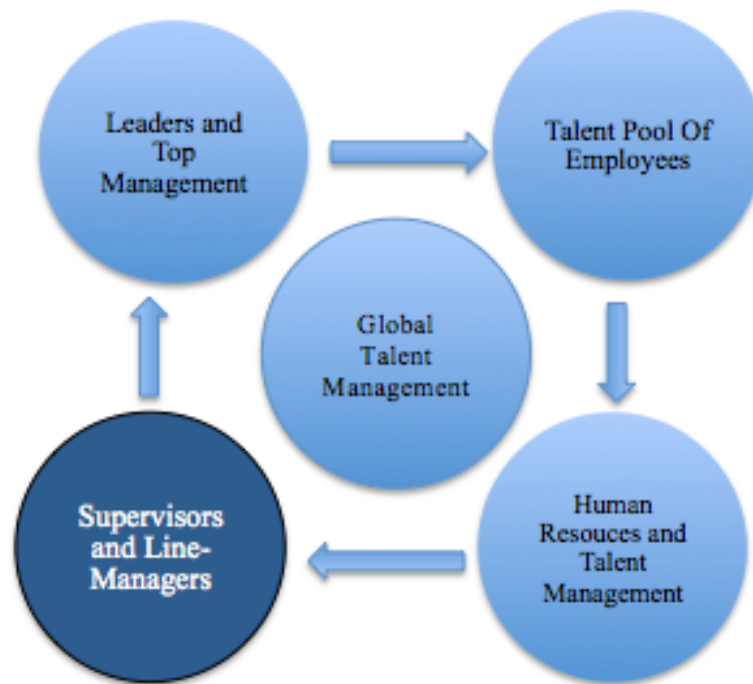 Leaders and
Top
Management
Talent Pool Of
Employees
Global
Talent
Management
Supervisors
and Line-
Managers
Human
Resouces and
Talent
Management